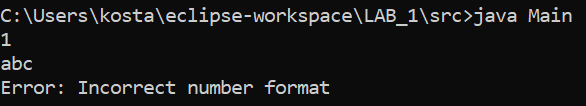 C:\Users\kosta\eclipse-workspace\LAB_1\src>java Main
1
abc
Error: Incorrect number format